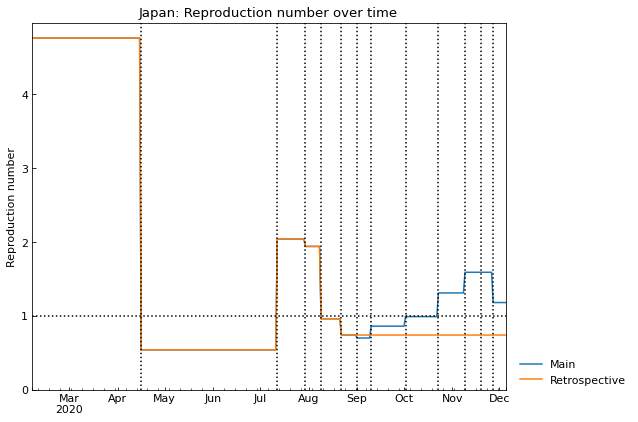 Japan: Reproduction number over time
Reproduction number
4
3
2
1
0
Mar
2020
Apr
May
Jun
Jul
Aug
Sep
Oct
Nov
Dec
Main
Retrospective